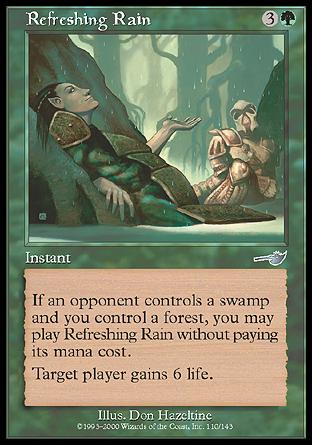 Refreshing Rain 3
Instant
If an opponent controls a swamp
and you control a forest, you may
play Refreshing Rain without paying
its mana cost.
Target player gains 6 life.
Illus. Don Hazeltine
©1993-2000 Wizards of the Coast, Inc. 110/143